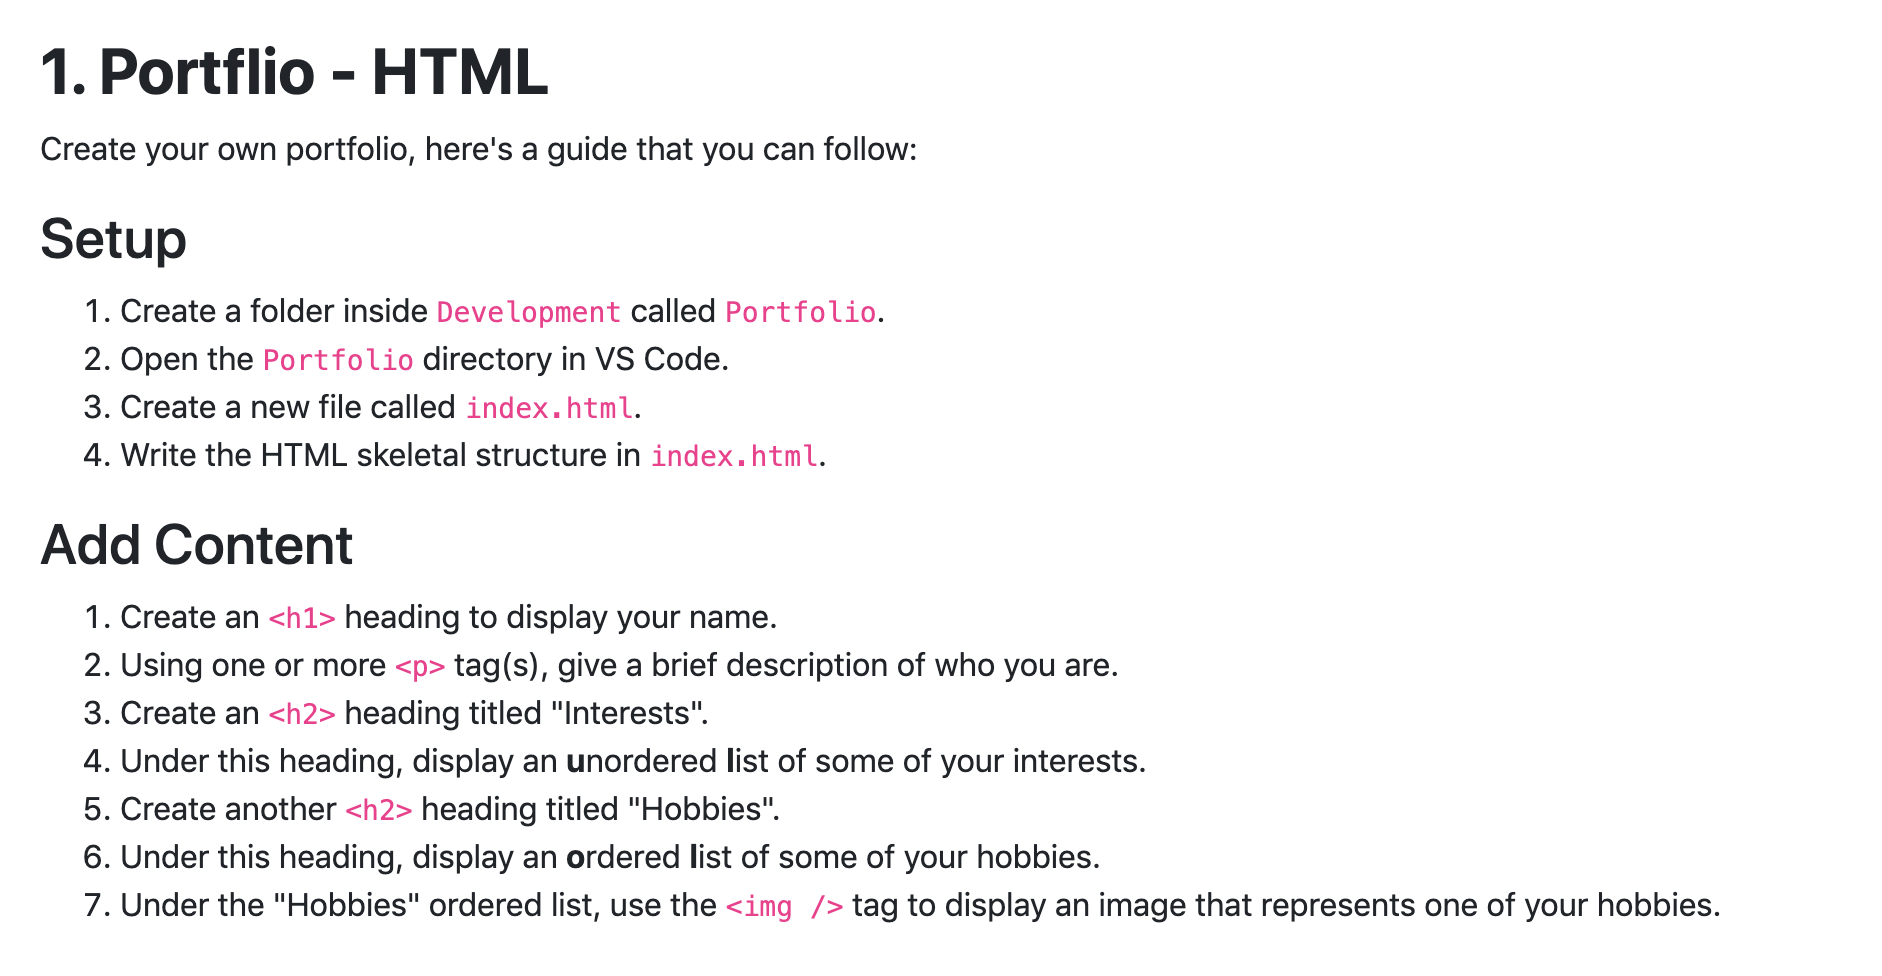 1. Portflio - HTML
Create your own portfolio, here's a guide that you can follow:
Setup
1. Create a folder inside Development called Portfolio.
2. Open the Portfolio directory in VS Code.
3. Create a new file called index.html.
4. Write the HTML skeletal structure in index.html.
Add Content
1. Create an <h1> heading to display your name.
2. Using one or more <p> tag(s), give a brief description of who you are.
3. Create an <h2> heading titled "Interests".
4. Under this heading, display an unordered list of some of your interests.
5. Create another <h2> heading titled "Hobbies".
6. Under this heading, display an ordered list of some of your hobbies.
7. Under the "Hobbies" ordered list, use the <img /> tag to display an image that represents one of your hobbies.